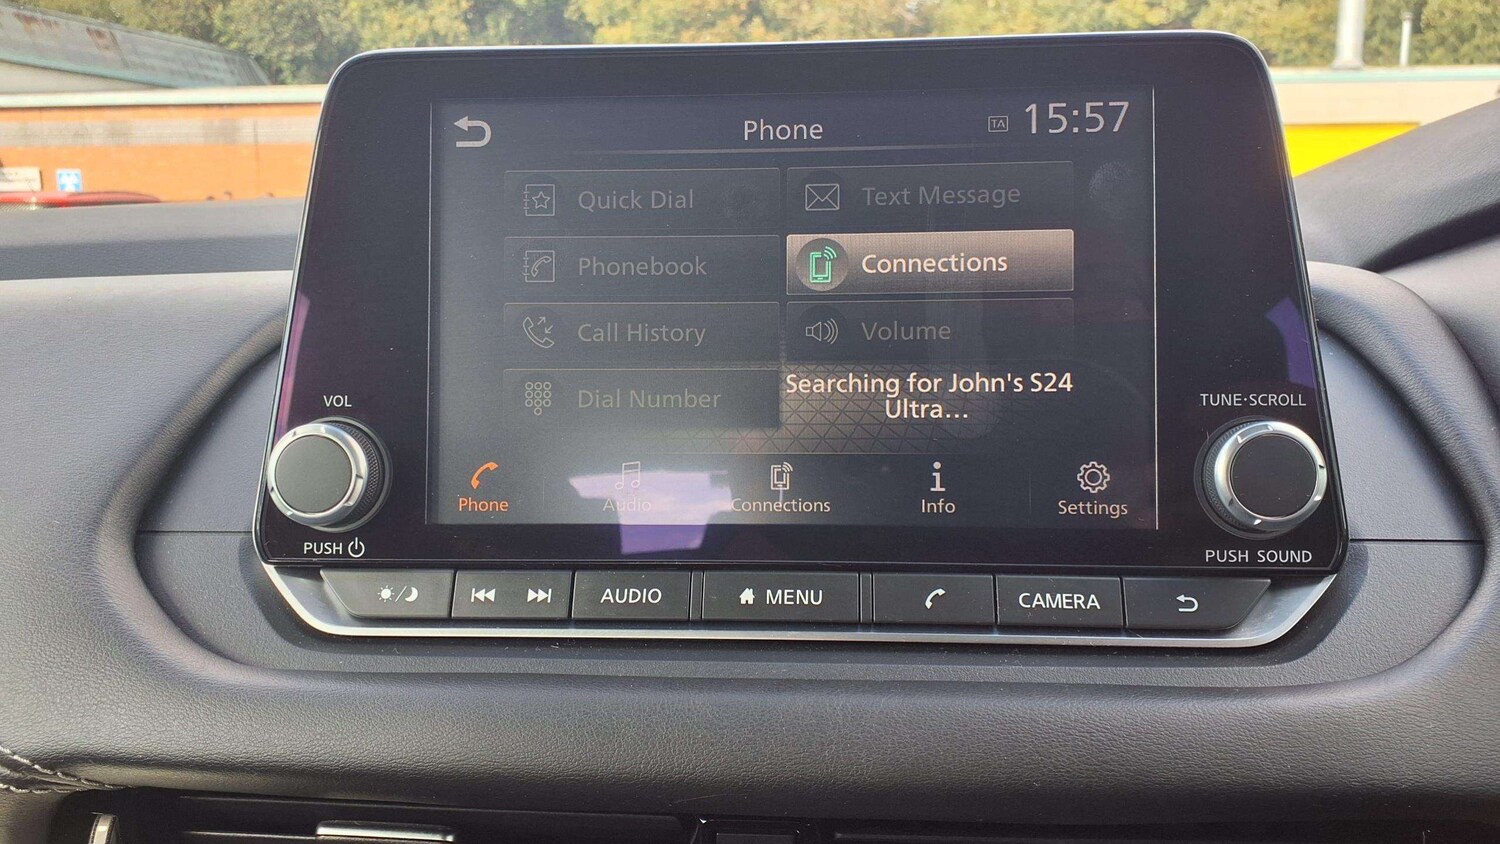 Phone
TA 15:57
Quick Dial
Text Message
Phonebook
Connections
Call History
Volume
Dial Number
Searching for John's S24
Ultra...
Phone
Audio
Connections
Info
Settings
VOL
TUNE·SCROLL
PUSH
PUSH SOUND
AUDIO
MENU
CAMERA